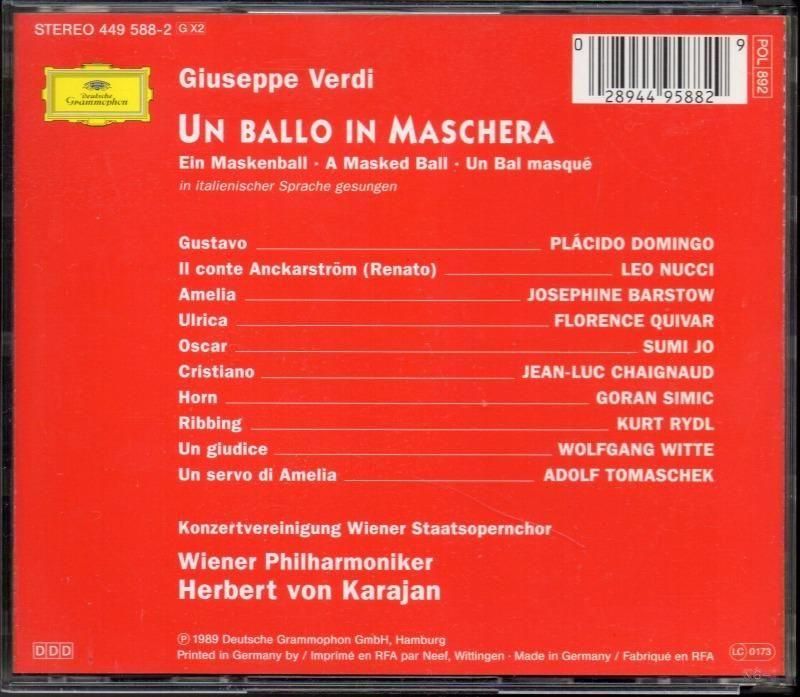 STEREO 449 588-2 G X2
0 28944 95882 9
POL 892
Deutsche
Grammophon
Giuseppe Verdi
UN BALLO IN MASCHERA
Ein Maskenball · A Masked Ball · Un Bal masqué
in italienischer Sprache gesungen
Gustavo PLÁCIDO DOMINGO
Il conte Anckarström (Renato) LEO NUCCI
Amelia JOSEPHINE BARSTOW
Ulrica FLORENCE QUIVAR
Oscar SUMI JO
Cristiano JEAN-LUC CHAIGNAUD
Horn GORAN SIMIC
Ribbing KURT RYDL
Un giudice WOLFGANG WITTE
Un servo di Amelia ADOLF TOMASCHEK
Konzertvereinigung Wiener Staatsopernchor
Wiener Philharmoniker
Herbert von Karajan
DDD
℗ 1989 Deutsche Grammophon GmbH, Hamburg
Printed in Germany by / Imprimé en RFA par Neef, Wittingen · Made in Germany / Fabriqué en RFA
LC 0173